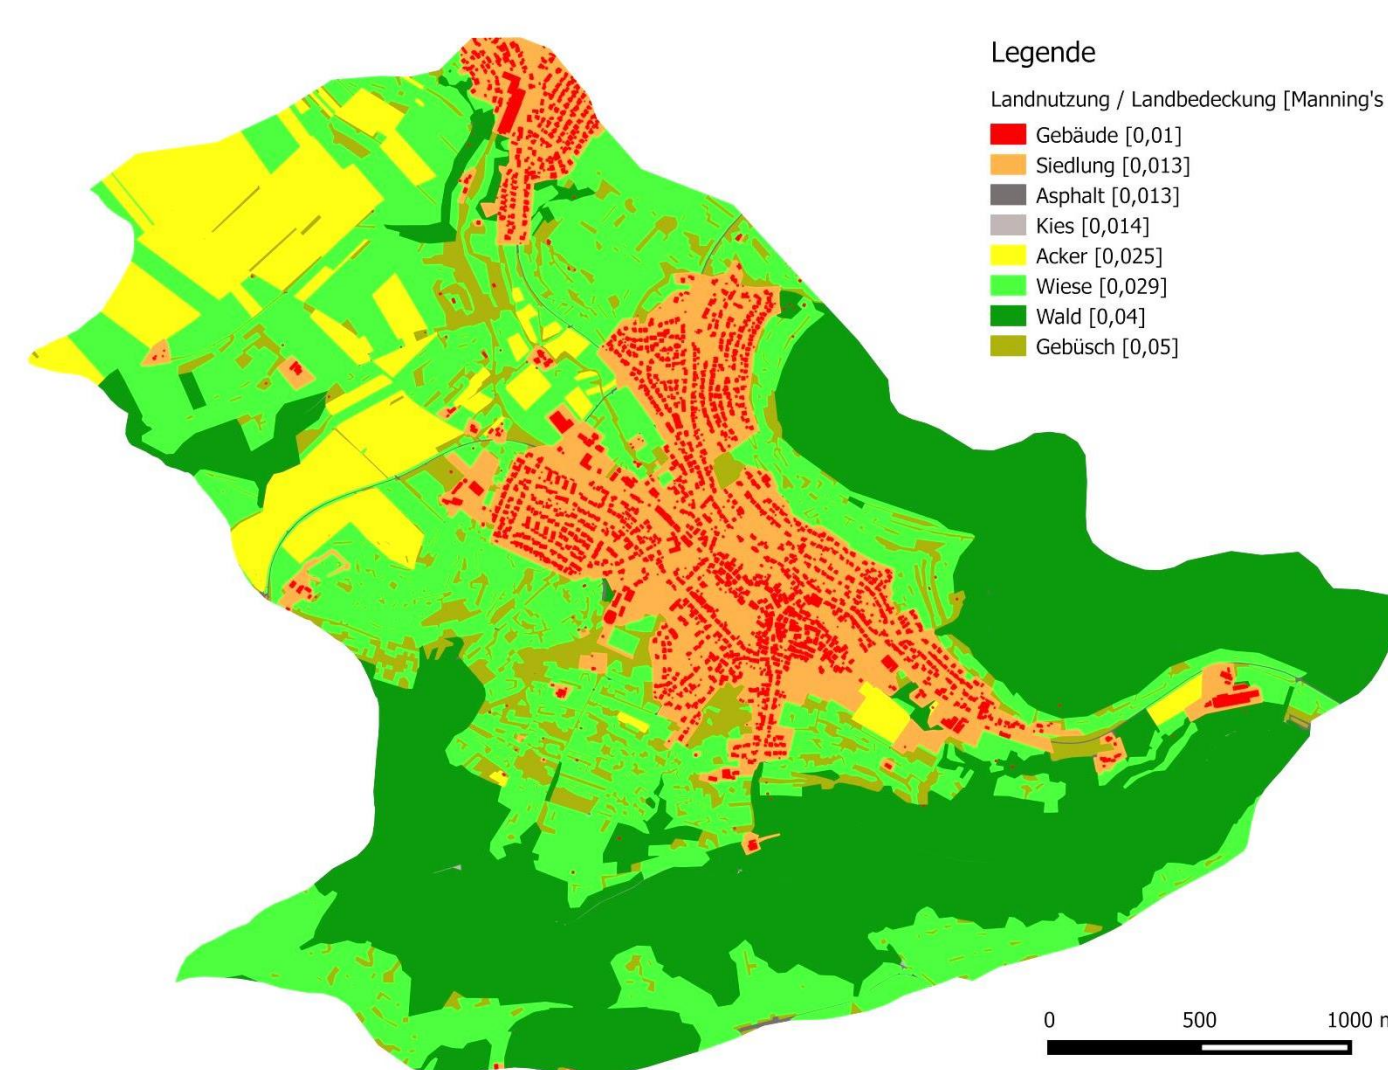 Legende
Landnutzung / Landbedeckung [Manning's
Gebäude [0,01]
Siedlung [0,013]
Asphalt [0,013]
Kies [0,014]
Acker [0,025]
Wiese [0,029]
Wald [0,04]
Gebüsch [0,05]
0 500 1000